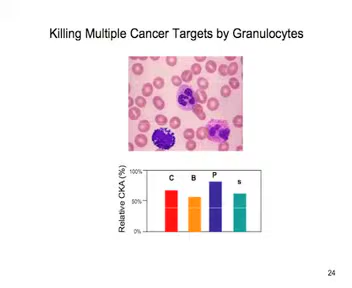 Killing Multiple Cancer Targets by Granulocytes
Relative CKA (%)
100%
50%
0%
C B P s
24